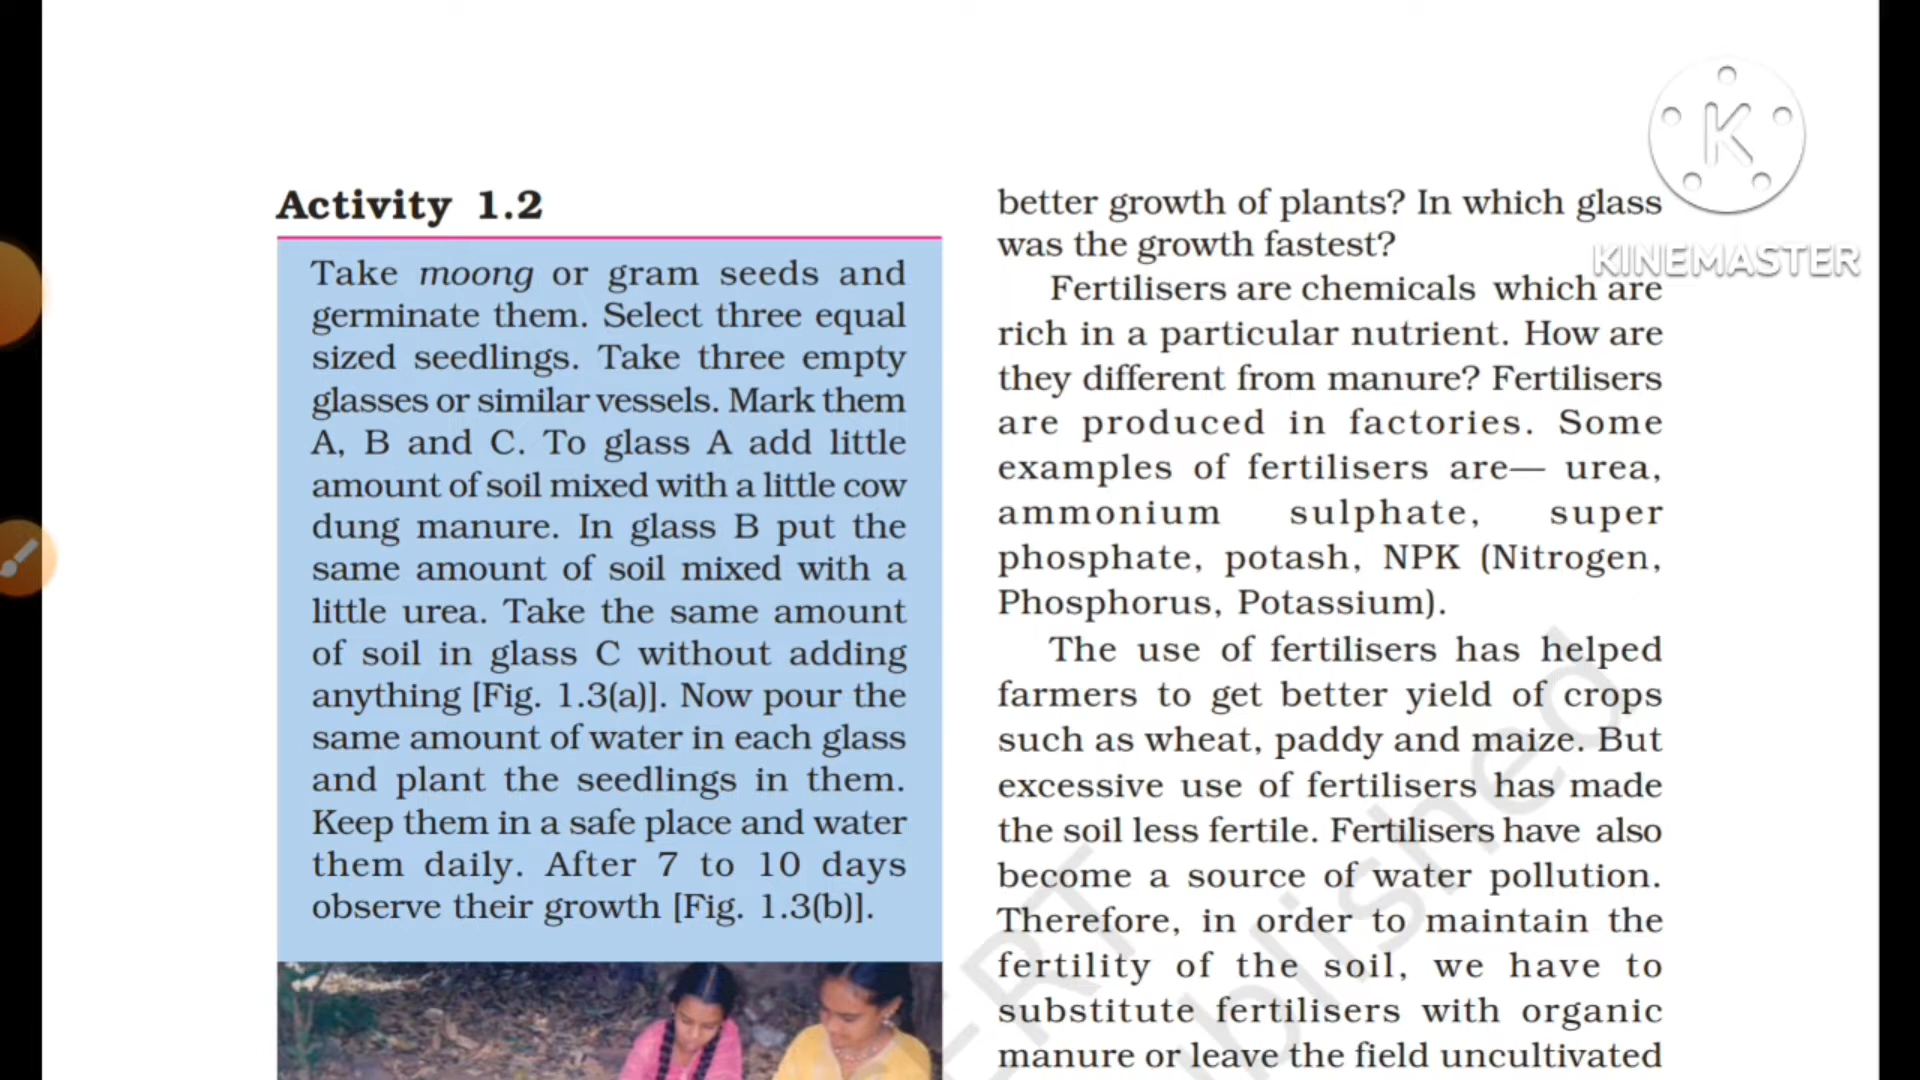 Activity 1.2
Take moong or gram seeds and
germinate them. Select three equal
sized seedlings. Take three empty
glasses or similar vessels. Mark them
A, B and C. To glass A add little
amount of soil mixed with a little cow
dung manure. In glass B put the
same amount of soil mixed with a
little urea. Take the same amount
of soil in glass C without adding
anything [Fig. 1.3(a)]. Now pour the
same amount of water in each glass
and plant the seedlings in them.
Keep them in a safe place and water
them daily. After 7 to 10 days
observe their growth [Fig. 1.3(b)].
better growth of plants? In which glass
was the growth fastest?
Fertilisers are chemicals which are
rich in a particular nutrient. How are
they different from manure? Fertilisers
are produced in factories. Some
examples of fertilisers are— urea,
ammonium sulphate, super
phosphate, potash, NPK (Nitrogen,
Phosphorus, Potassium).
The use of fertilisers has helped
farmers to get better yield of crops
such as wheat, paddy and maize. But
excessive use of fertilisers has made
the soil less fertile. Fertilisers have also
become a source of water pollution.
Therefore, in order to maintain the
fertility of the soil, we have to
substitute fertilisers with organic
manure or leave the field uncultivated
K
KINEMASTER